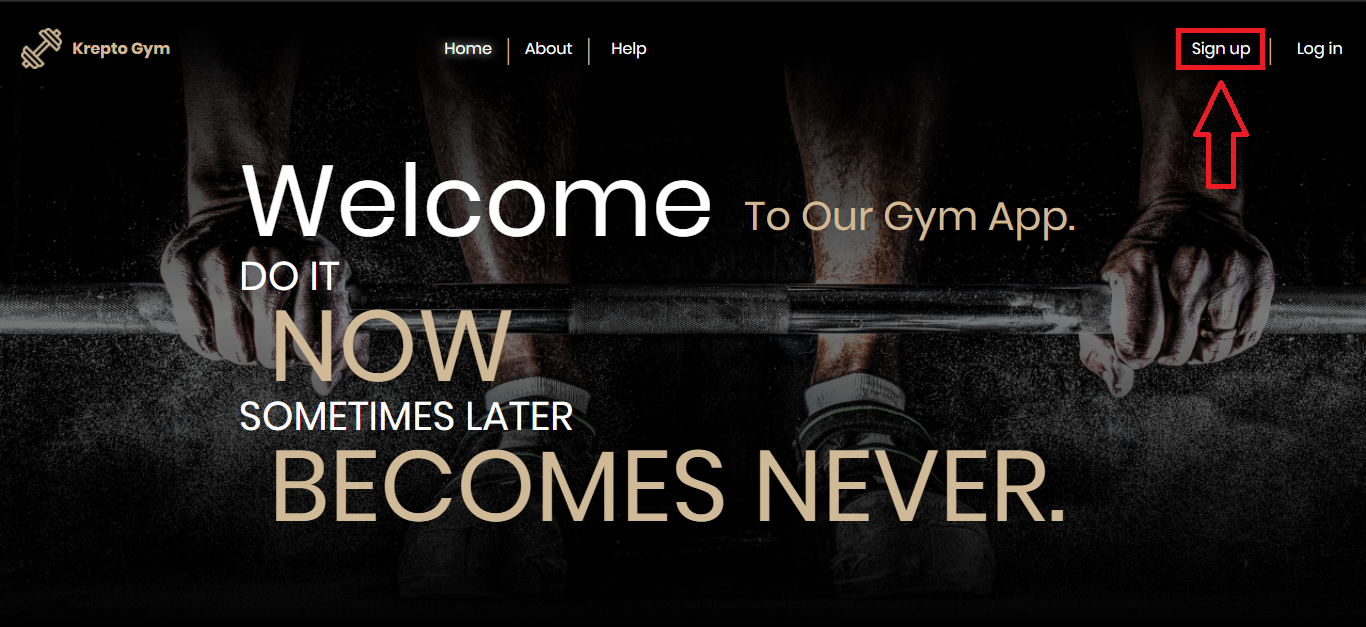 Krepto Gym
Home
About
Help
Sign up
Log in
Welcome To Our Gym App.
DO IT
NOW
SOMETIMES LATER
BECOMES NEVER.